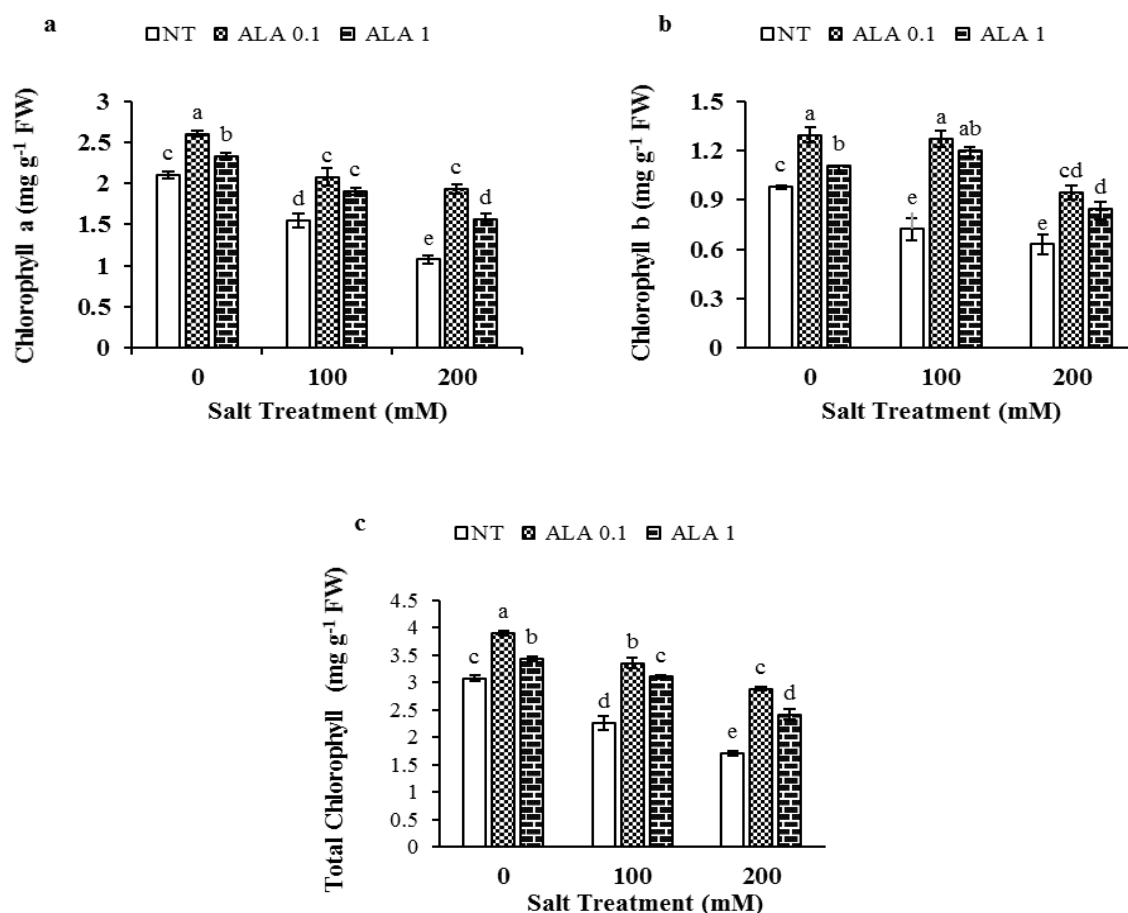 a
NT ALA 0.1 ALA 1
Chlorophyll a (mg g-1 FW)
3
2.5
2
1.5
1
0.5
0
a
b
c
c
c
d
c
d
e
0 100 200
Salt Treatment (mM)
b
NT ALA 0.1 ALA 1
Chlorophyll b (mg g-1 FW)
1.5
1.2
0.9
0.6
0.3
0
c
a
b
e
a
ab
e
cd
d
0 100 200
Salt Treatment (mM)
c
NT ALA 0.1 ALA 1
Total Chlorophyll (mg g-1 FW)
4.5
4
3.5
3
2.5
2
1.5
1
0.5
0
c
a
b
d
b
c
e
c
d
0 100 200
Salt Treatment (mM)